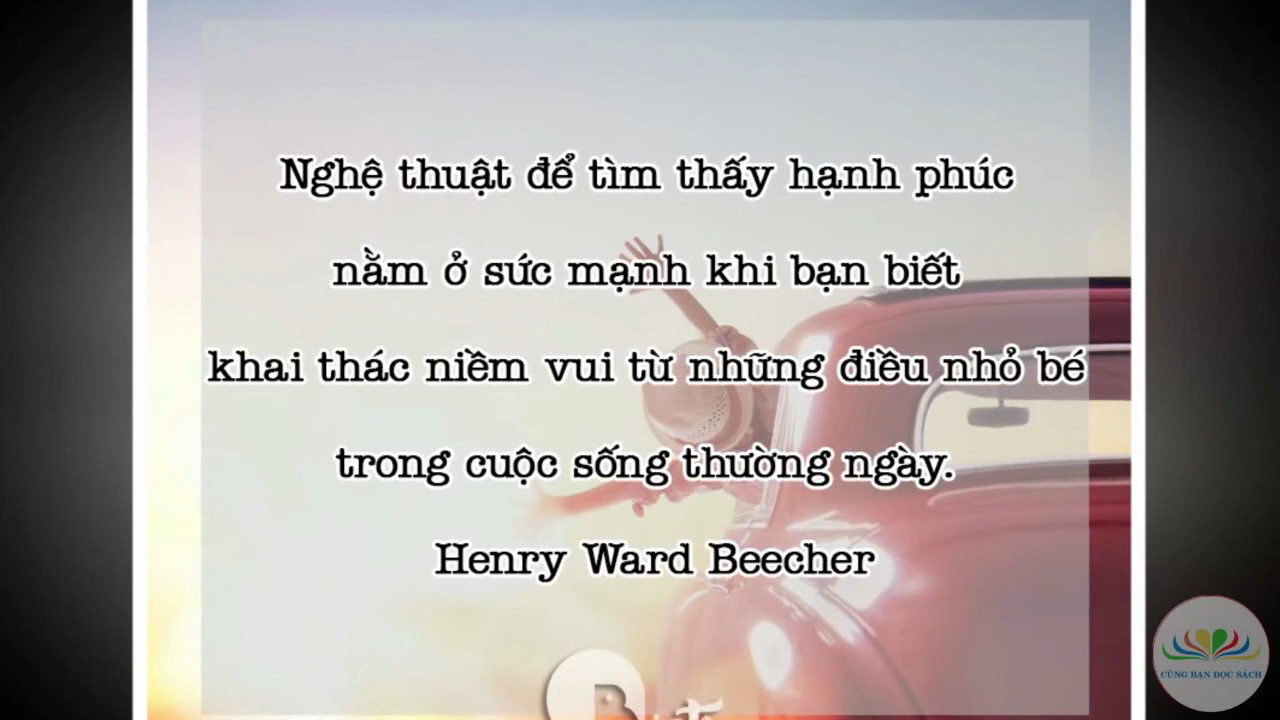 Nghệ thuật để tìm thấy hạnh phúc
nằm ở sức mạnh khi bạn biết
khai thác niềm vui từ những điều nhỏ bé
trong cuộc sống thường ngày.
Henry Ward Beecher
B
CÙNG BẠN ĐỌC SÁCH